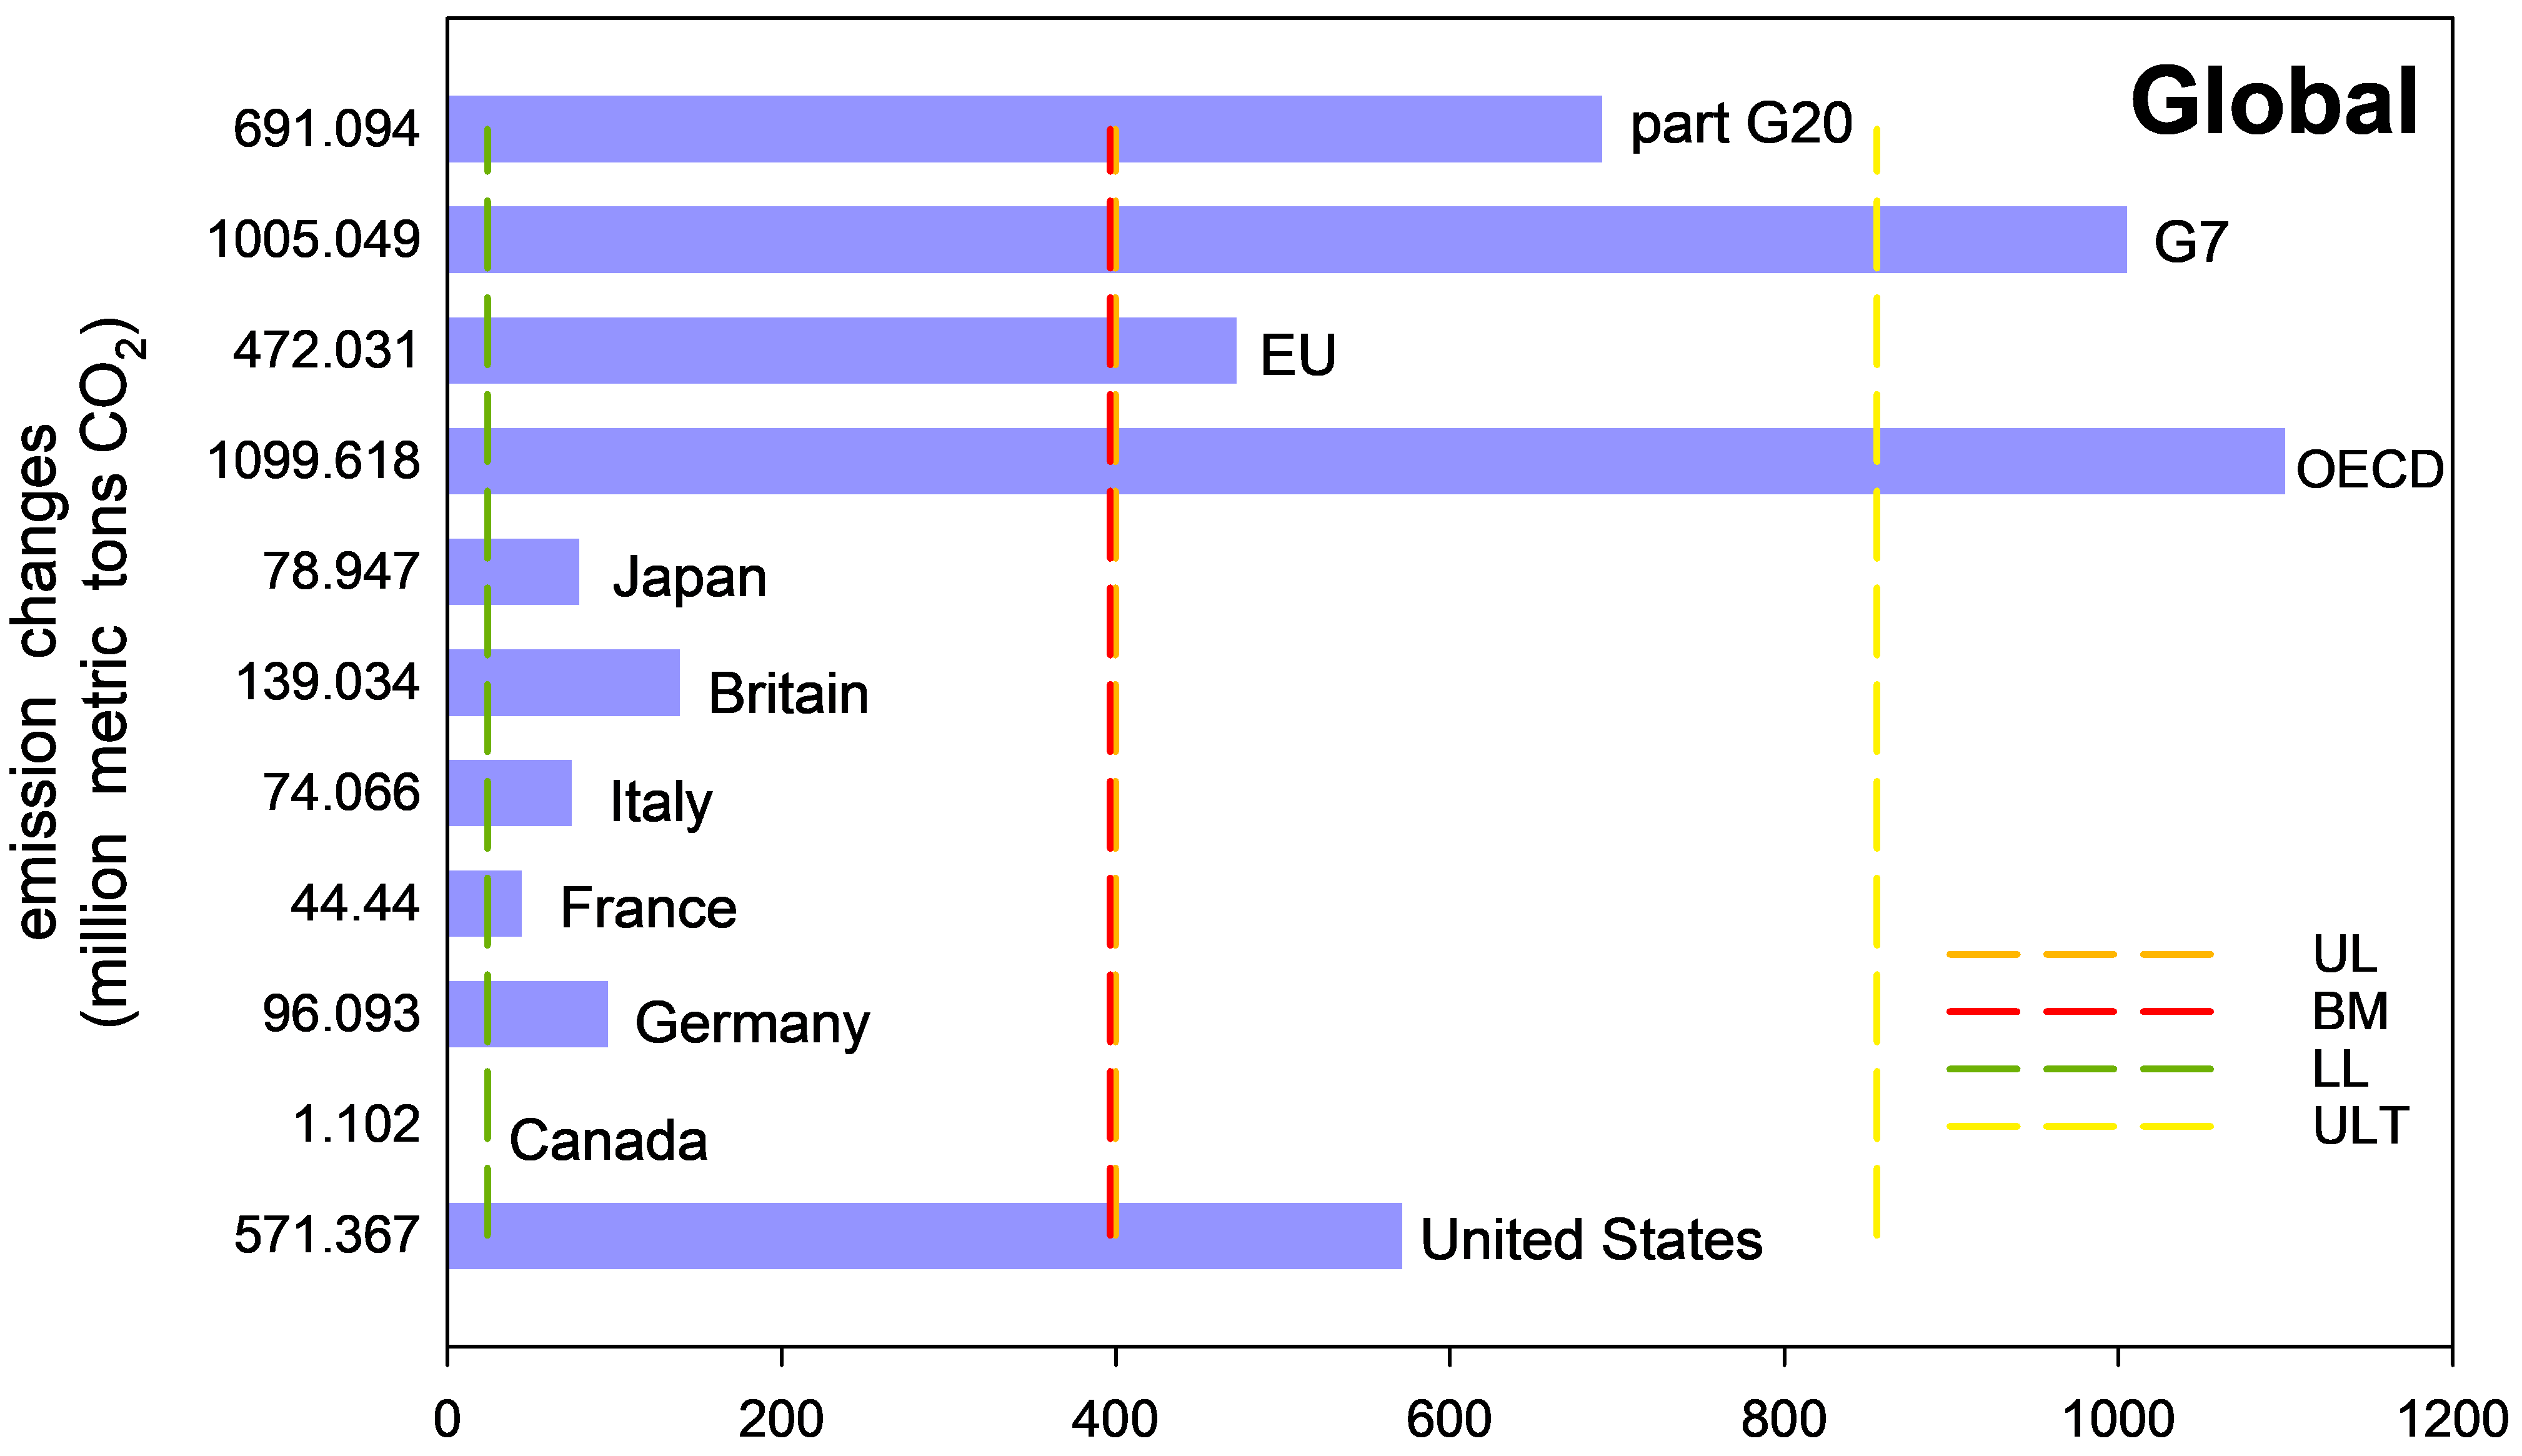 Global
emission changes
(million metric tons CO₂)
691.094 part G20
1005.049 G7
472.031 EU
1099.618 OECD
78.947 Japan
139.034 Britain
74.066 Italy
44.44 France
96.093 Germany
1.102 Canada
571.367 United States
UL
BM
LL
ULT
0 200 400 600 800 1000 1200